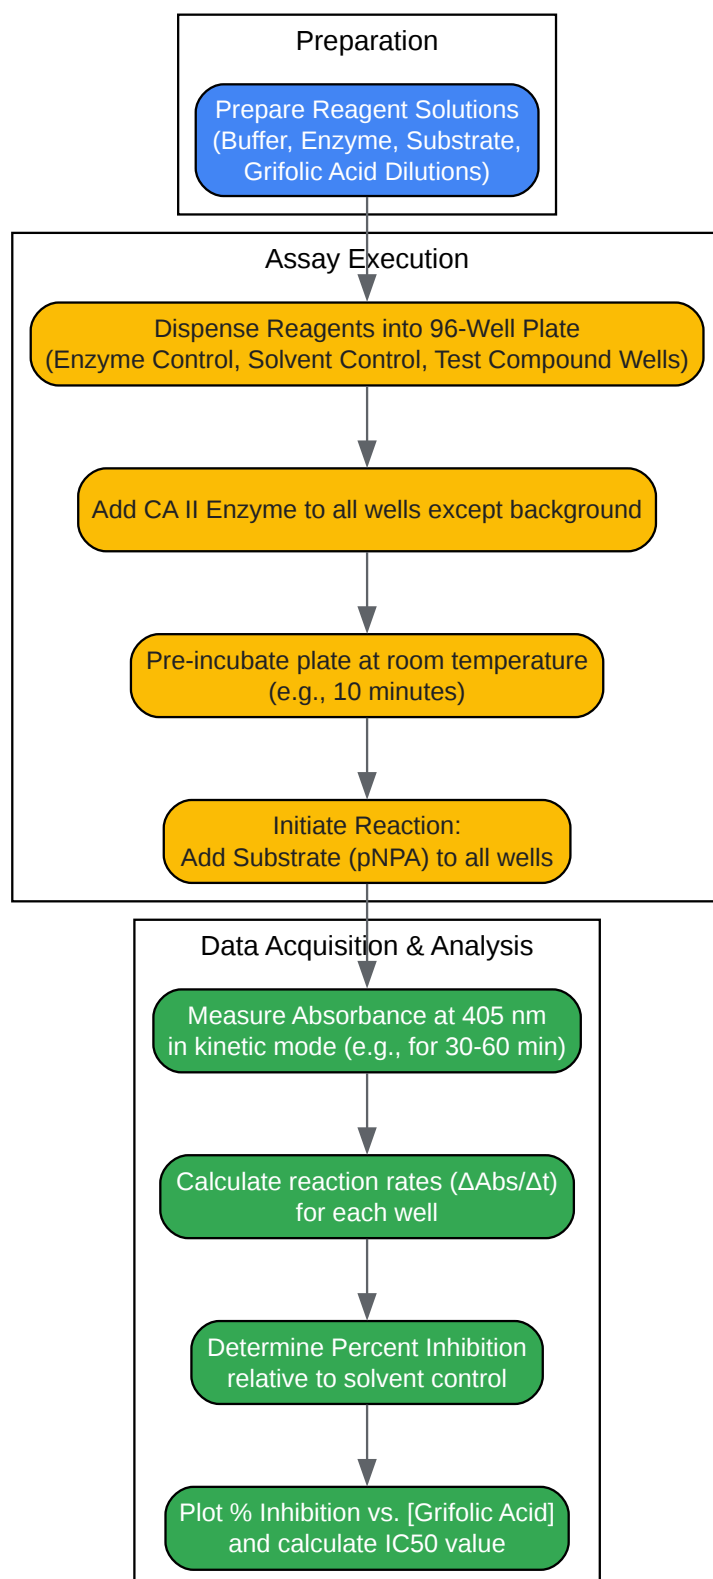 Preparation
Prepare Reagent Solutions
(Buffer, Enzyme, Substrate,
Grifolic Acid Dilutions)
Assay Execution
Dispense Reagents into 96-Well Plate
(Enzyme Control, Solvent Control, Test Compound Wells)
Add CA II Enzyme to all wells except background
Pre-incubate plate at room temperature
(e.g., 10 minutes)
Initiate Reaction:
Add Substrate (pNPA) to all wells
Data Acquisition & Analysis
Measure Absorbance at 405 nm
in kinetic mode (e.g., for 30-60 min)
Calculate reaction rates (ΔAbs/Δt)
for each well
Determine Percent Inhibition
relative to solvent control
Plot % Inhibition vs. [Grifolic Acid]
and calculate IC50 value